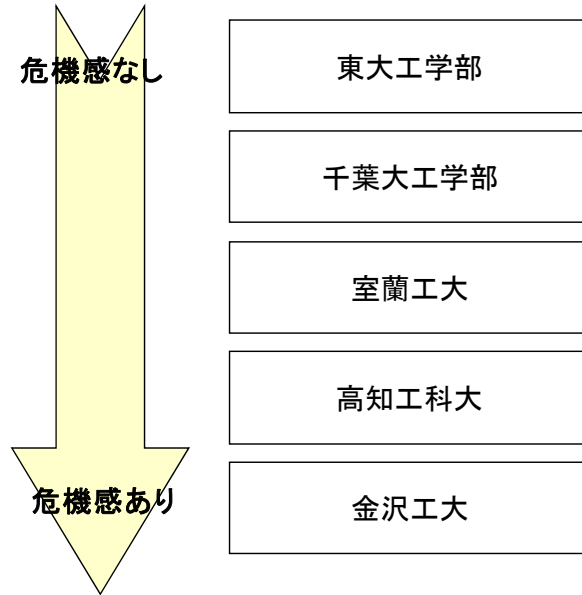 危機感なし
東大工学部
千葉大工学部
室蘭工大
高知工科大
危機感あり
金沢工大